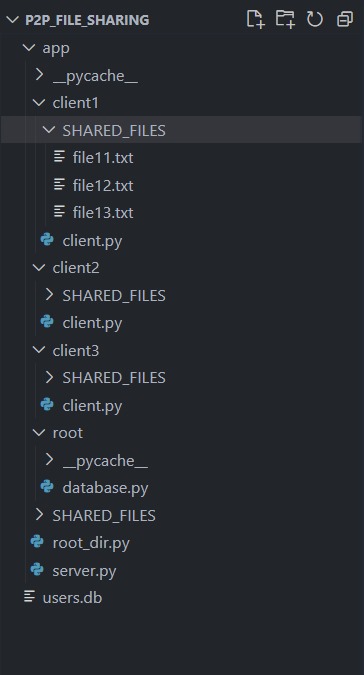 P2P_FILE_SHARING
app
__pycache__
client1
SHARED_FILES
file11.txt
file12.txt
file13.txt
client.py
client2
SHARED_FILES
client.py
client3
SHARED_FILES
client.py
root
__pycache__
database.py
SHARED_FILES
root_dir.py
server.py
users.db